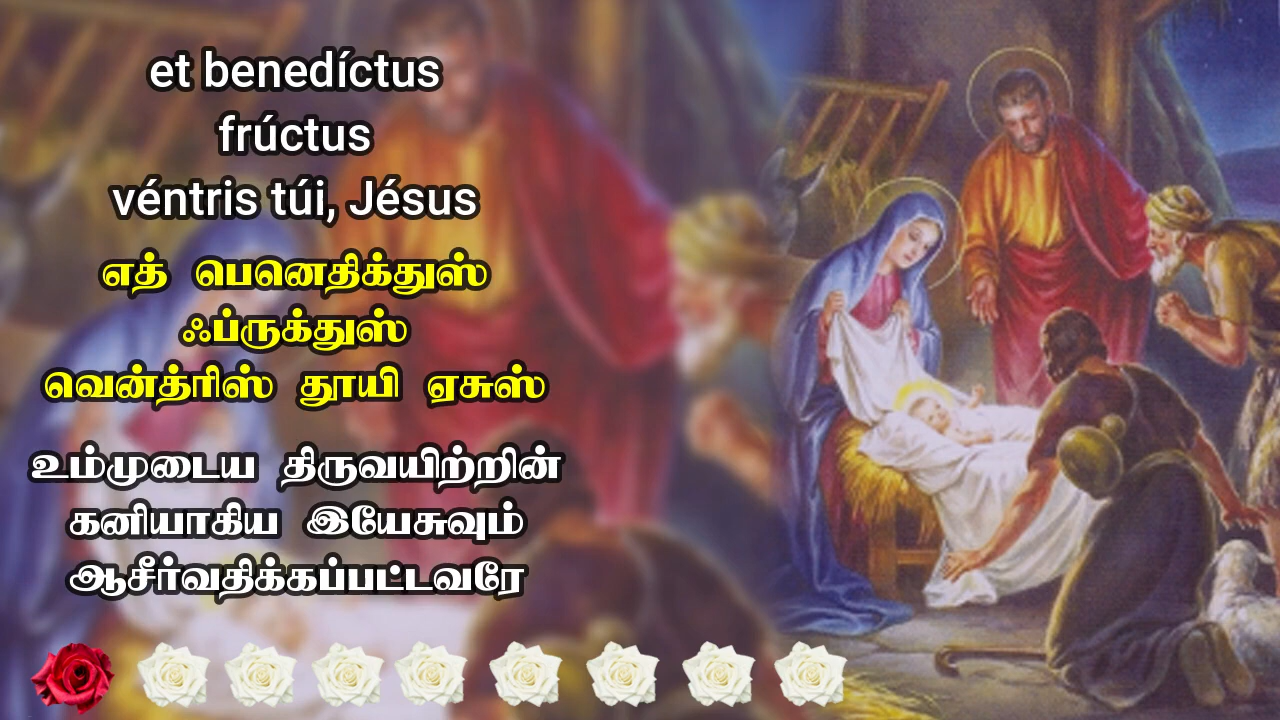 et benedíctus
frúctus
véntris túi, Jésus
எத் பெனெதிக்துஸ்
ஃப்ருக்துஸ்
வென்த்ரிஸ் தூயி ஏசுஸ்
உம்முடைய திருவயிற்றின்
கனியாகிய இயேசுவும்
ஆசீர்வதிக்கப்பட்டவரே